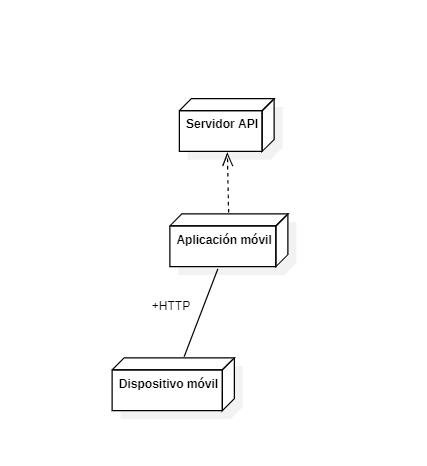 Servidor API
Aplicación móvil
+HTTP
Dispositivo móvil